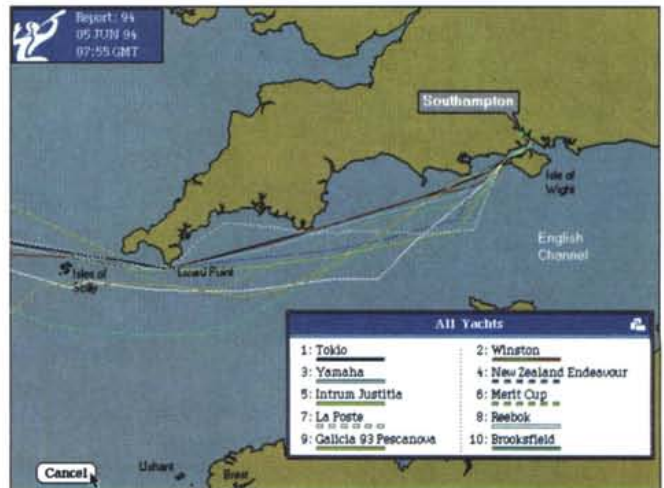 Report: 94
05 JUN 94
07:55 GMT
Southampton
Isle of
Wight
English
Channel
Isles of
Scilly
Lizard Point
All Yachts
1: Tokio
2: Winston
3: Yamaha
4: New Zealand Endeavour
5: Intrum Justitia
6: Merit Cup
7: La Poste
8: Reebok
9: Galicia 93 Pescanova
10: Brooksfield
Cancel
Ushant
Brest